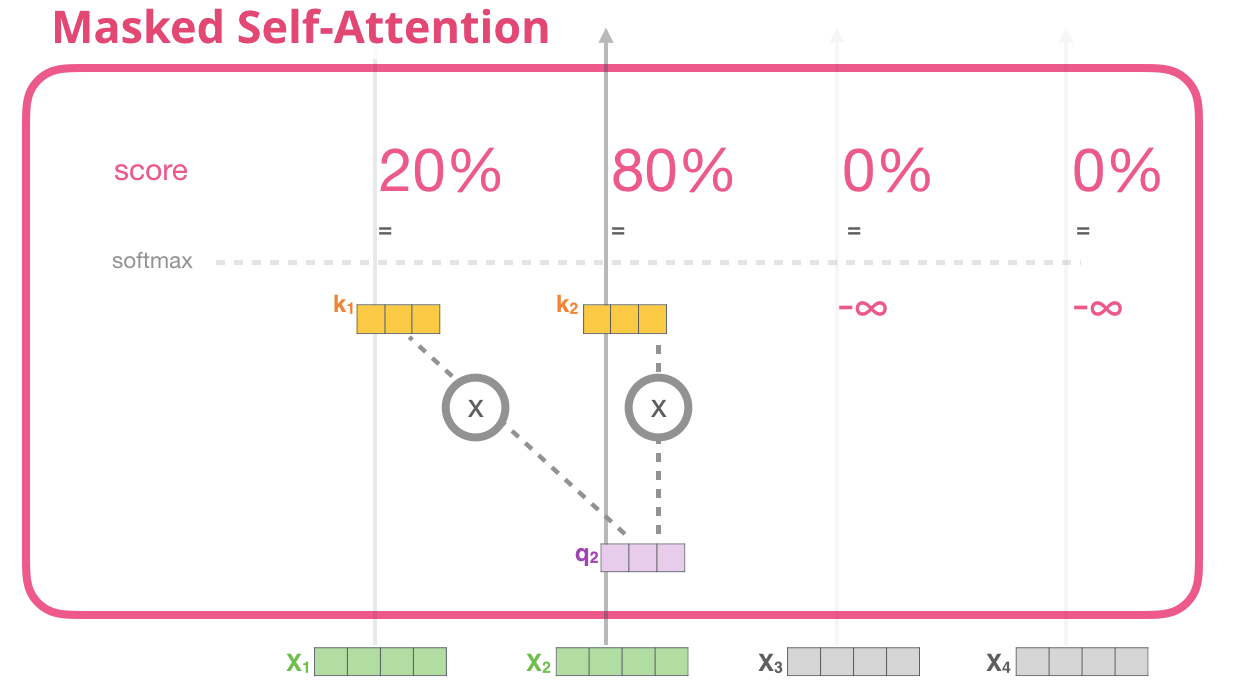 Masked Self-Attention
score 20% 80% 0% 0%
= = = =
softmax
k1 k2 -∞ -∞
X X
q2
X1 X2 X3 X4